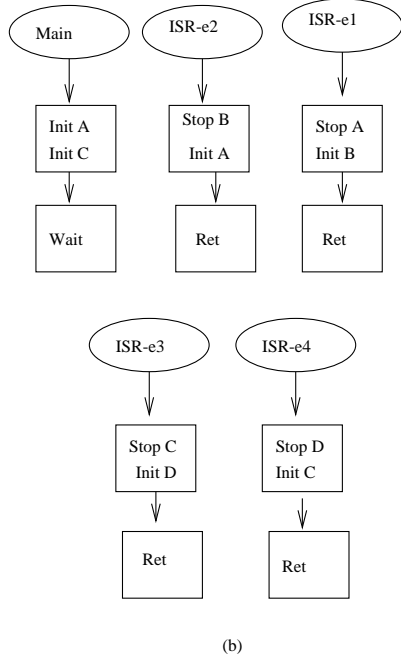 Main
ISR-e2
ISR-e1
Init A
Init C
Stop B
Init A
Stop A
Init B
Wait
Ret
Ret
ISR-e3
ISR-e4
Stop C
Init D
Stop D
Init C
Ret
Ret
(b)